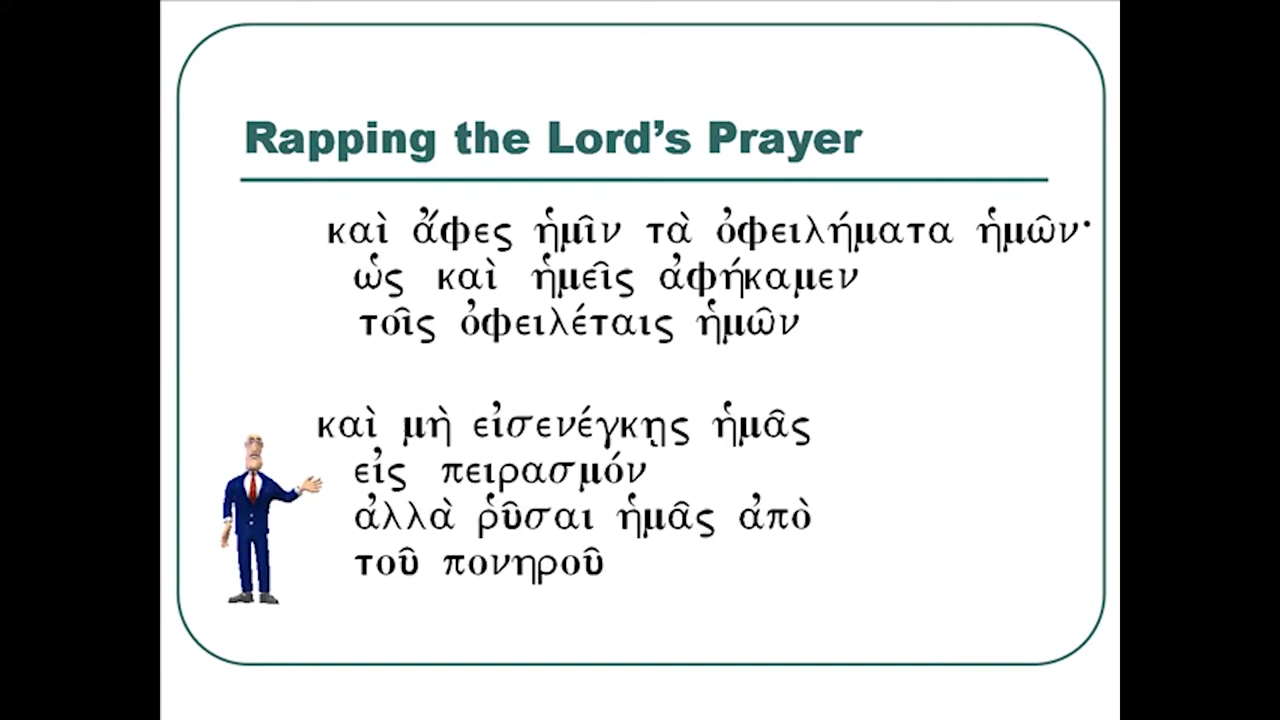 Rapping the Lord's Prayer
καὶ ἄφες ἡμῖν τὰ ὀφειλήματα ἡμῶν·
ὡς καὶ ἡμεῖς ἀφήκαμεν
τοῖς ὀφειλέταις ἡμῶν
καὶ μὴ εἰσενέγκῃς ἡμᾶς
εἰς πειρασμόν
ἀλλὰ ῥῦσαι ἡμᾶς ἀπὸ
τοῦ πονηροῦ